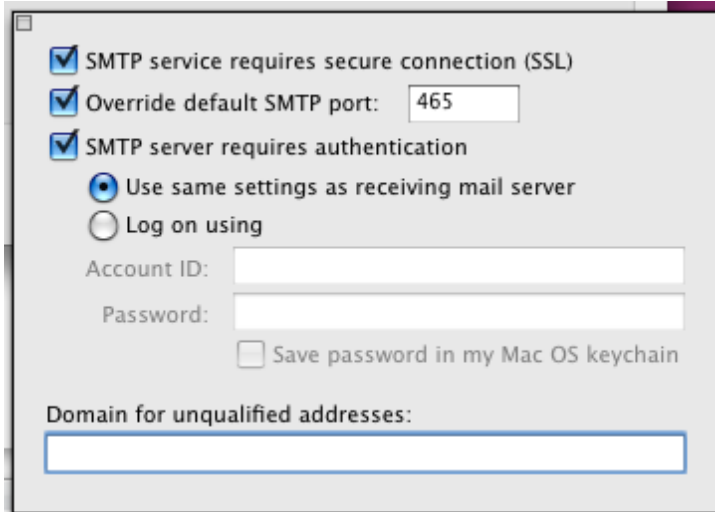 SMTP service requires secure connection (SSL)
Override default SMTP port: 465
SMTP server requires authentication
Use same settings as receiving mail server
Log on using
Account ID:
Password:
Save password in my Mac OS keychain
Domain for unqualified addresses: